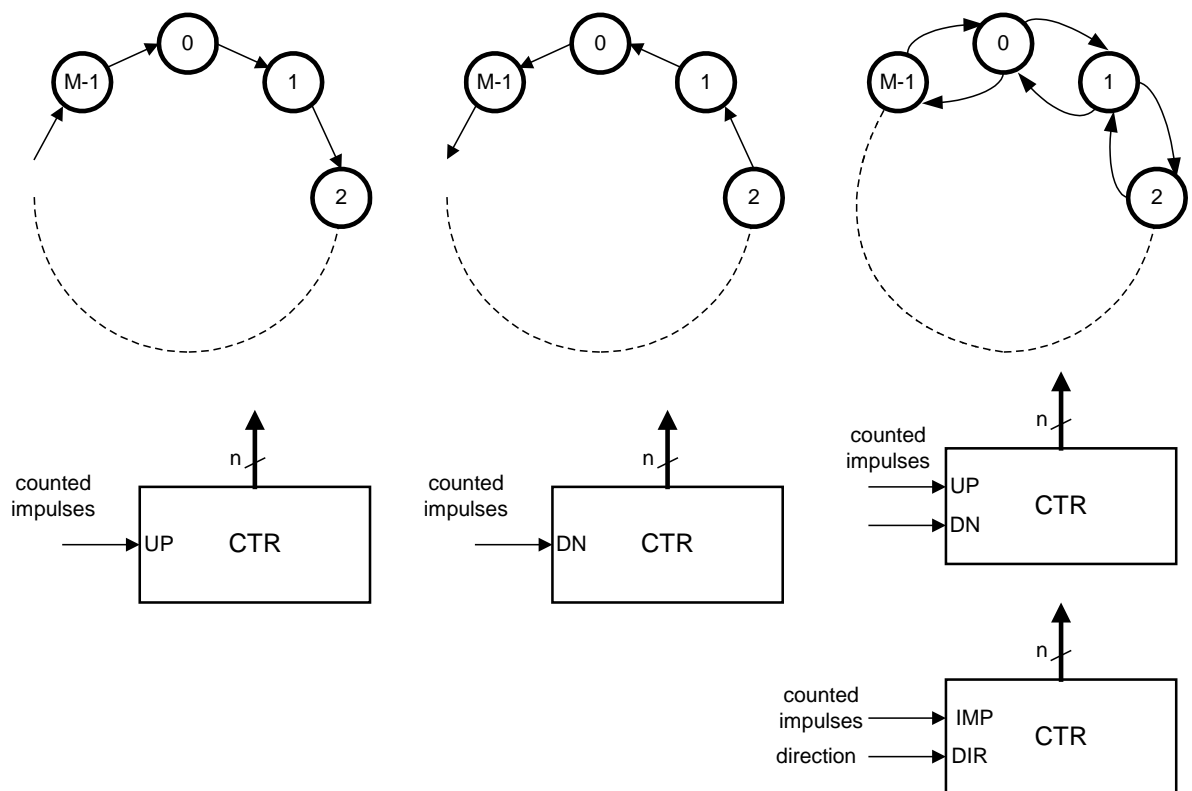 0
M-1
1
2
0
M-1
1
2
0
M-1
1
2
n
counted
impulses
UP
CTR
n
counted
impulses
DN
CTR
n
counted
impulses
UP
DN
CTR
n
counted
impulses
direction
IMP
DIR
CTR